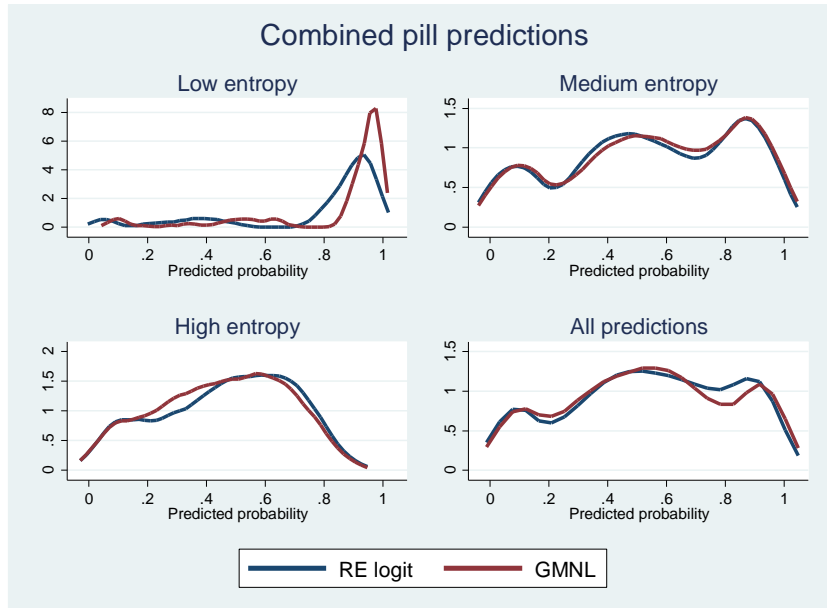 Combined pill predictions
Low entropy
8
6
4
2
0
0 .2 .4 .6 .8 1
Predicted probability
Medium entropy
1.5
1
.5
0
0 .2 .4 .6 .8 1
Predicted probability
High entropy
2
1.5
1
.5
0
0 .2 .4 .6 .8 1
Predicted probability
All predictions
1.5
1
.5
0
0 .2 .4 .6 .8 1
Predicted probability
RE logit GMNL